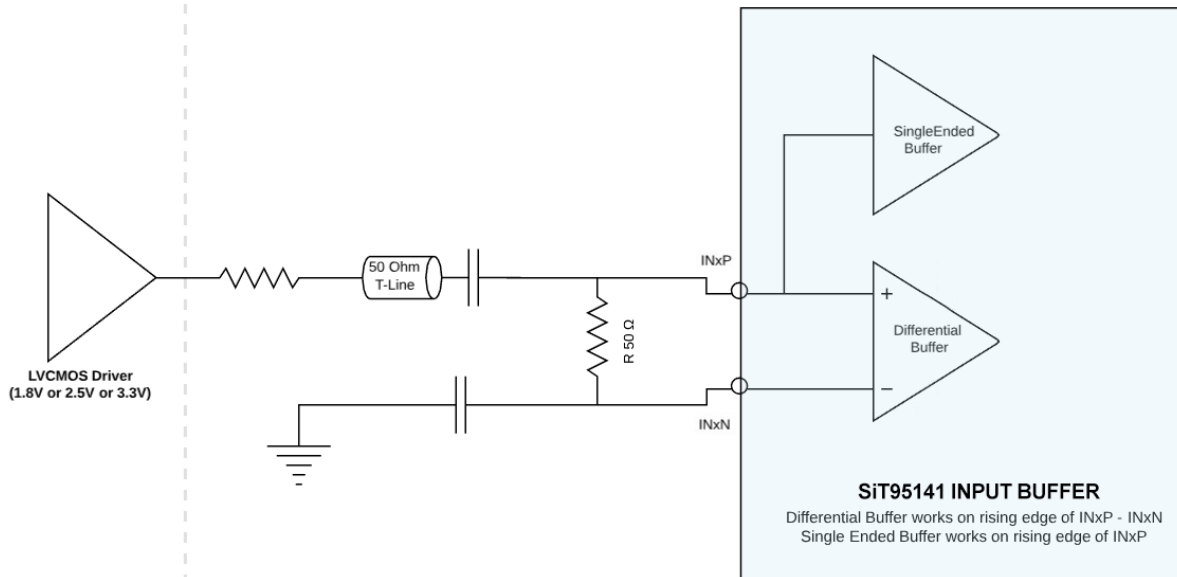 SingleEnded
Buffer
50 Ohm
T-Line
INxP
+
R 50 Ω
Differential
Buffer
LVCMOS Driver
(1.8V or 2.5V or 3.3V)
−
INxN
SiT95141 INPUT BUFFER
Differential Buffer works on rising edge of INxP - INxN
Single Ended Buffer works on rising edge of INxP